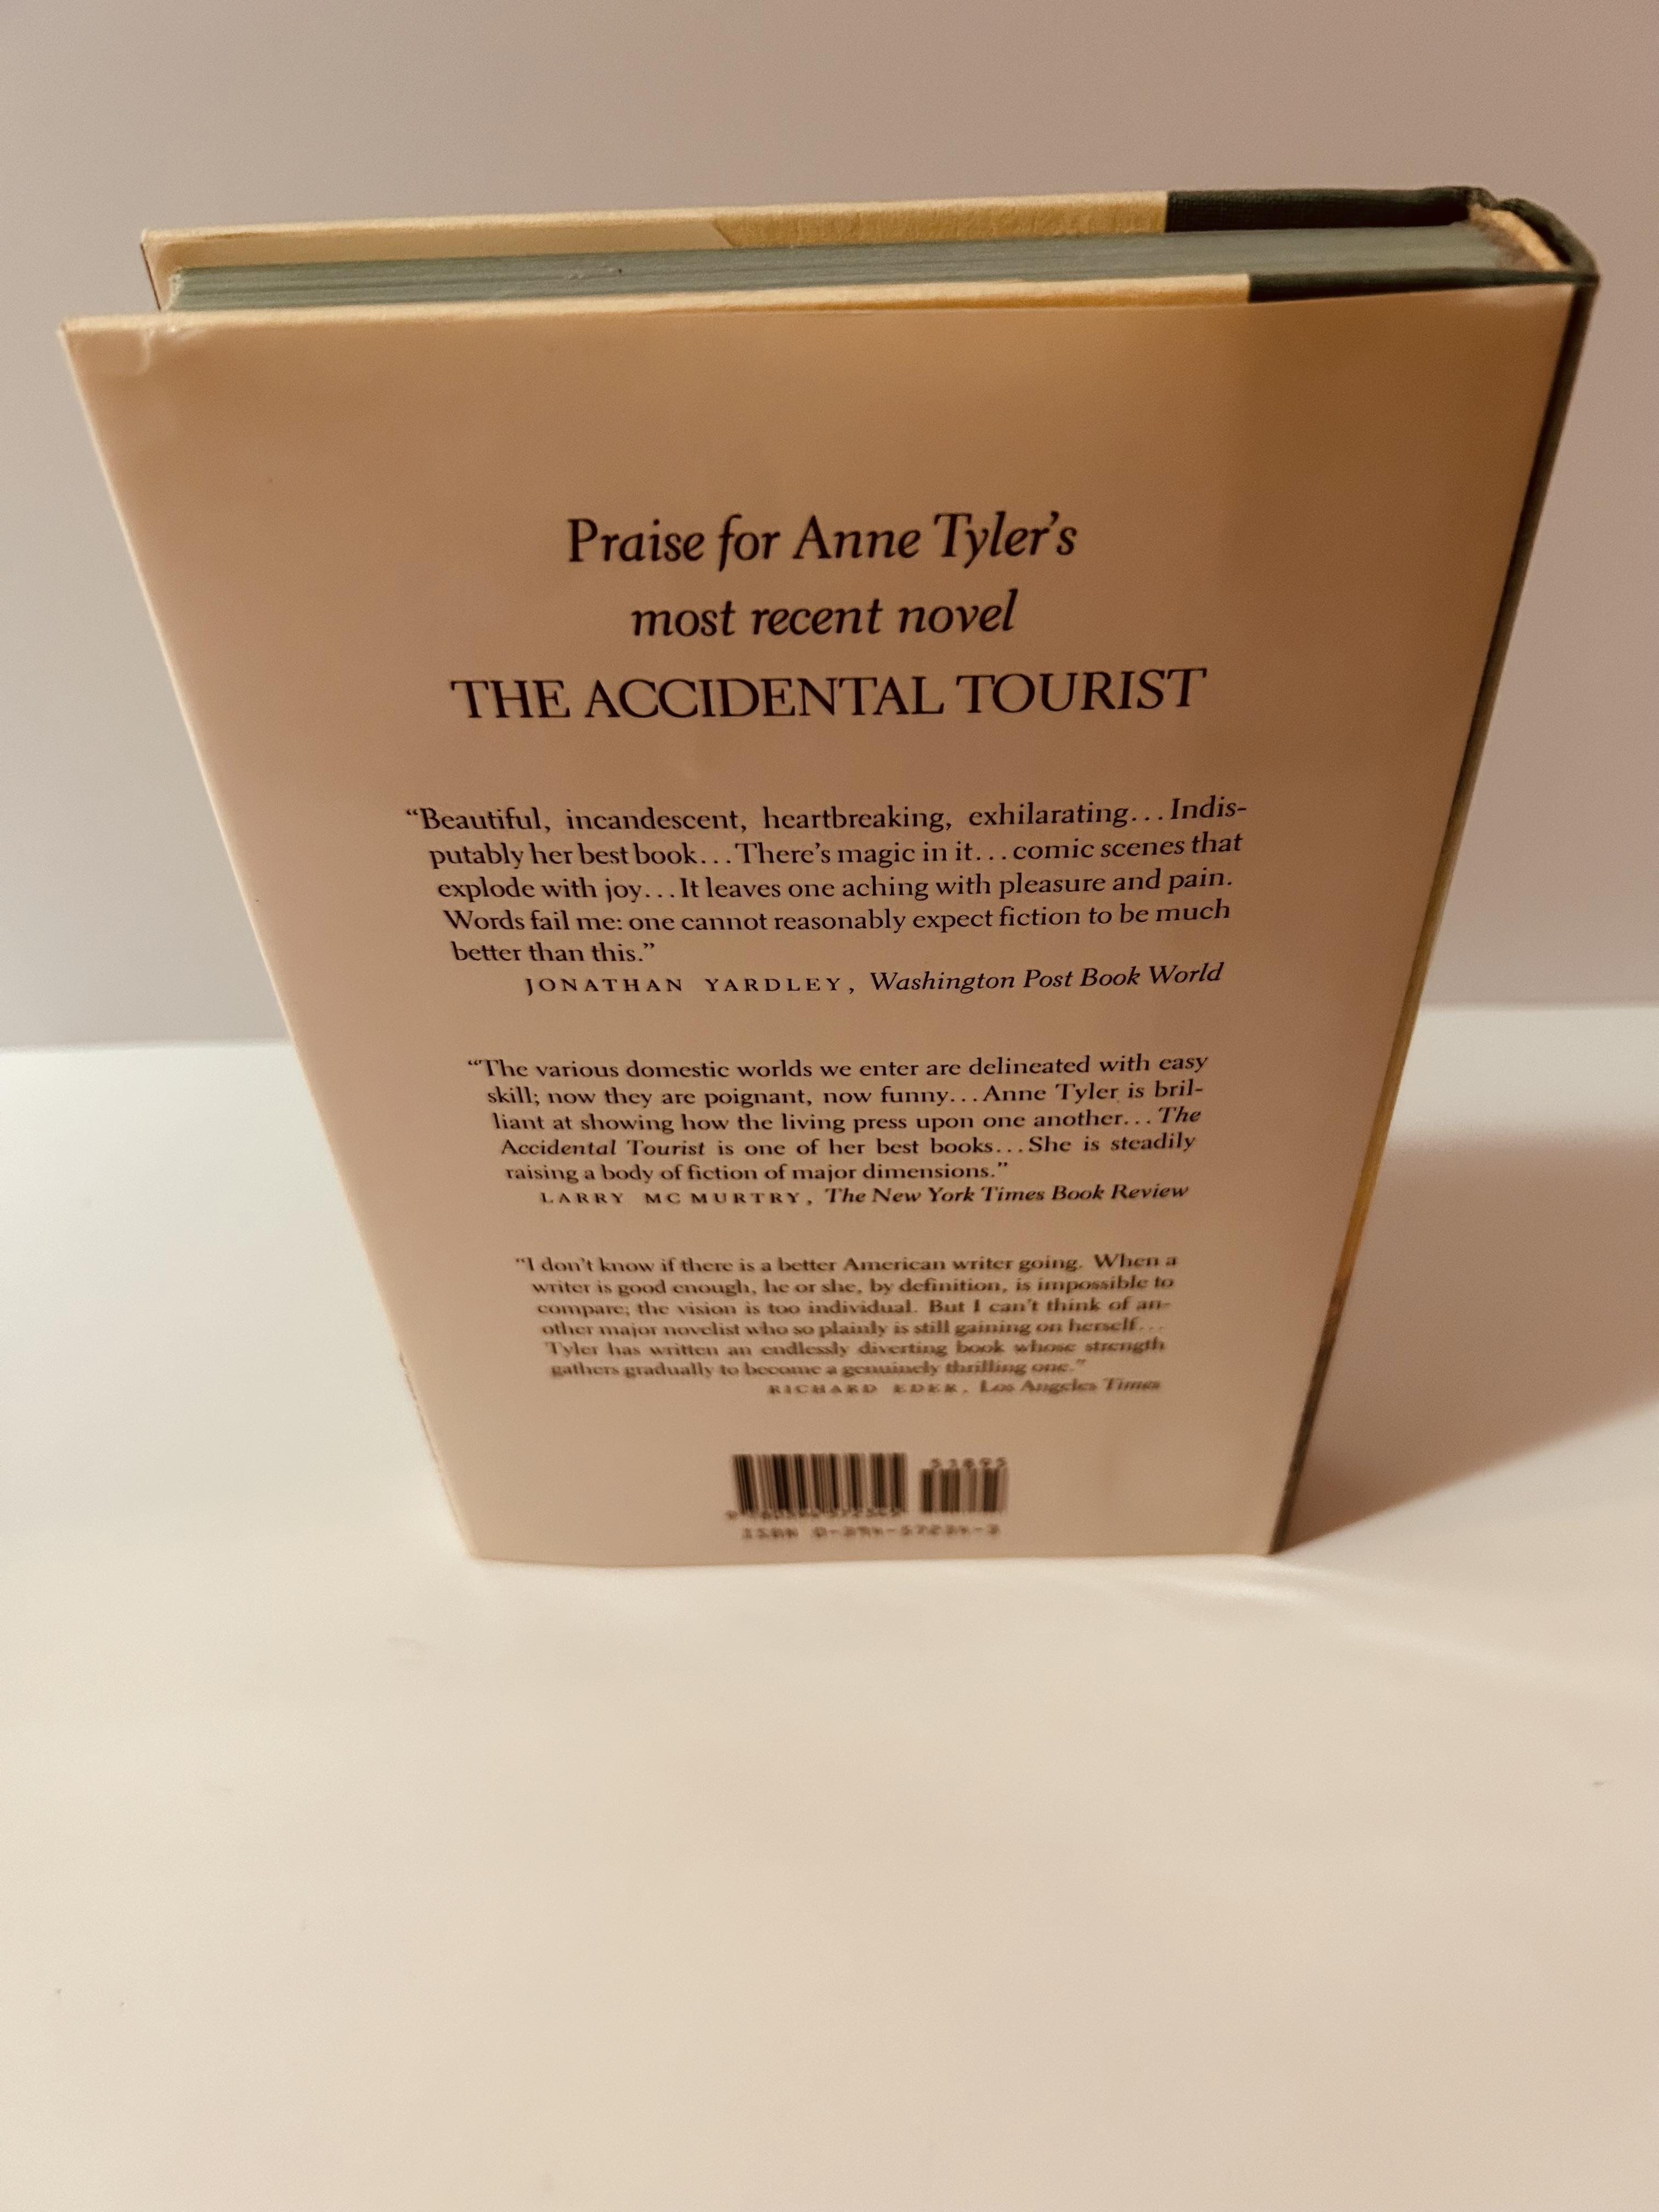 Praise for Anne Tyler's
most recent novel
THE ACCIDENTAL TOURIST
“Beautiful, incandescent, heartbreaking, exhilarating...Indis-
putably her best book...There's magic in it...comic scenes that
explode with joy...It leaves one aching with pleasure and pain.
Words fail me: one cannot reasonably expect fiction to be much
better than this.”
JONATHAN YARDLEY, Washington Post Book World
“The various domestic worlds we enter are delineated with easy
skill; now they are poignant, now funny...Anne Tyler is bril-
liant at showing how the living press upon one another...The
Accidental Tourist is one of her best books...She is steadily
raising a body of fiction of major dimensions.”
LARRY MCMURTRY, The New York Times Book Review
“I don't know if there is a better American writer going. When a
writer is good enough, he or she, by definition, is impossible to
compare; the vision is too individual. But I can't think of an-
other major novelist who so plainly is still gaining on herself...
Tyler has written an endlessly diverting book whose strength
gathers gradually to become a genuinely thrilling one.”
RICHARD EDER, Los Angeles Times
51895
ISBN